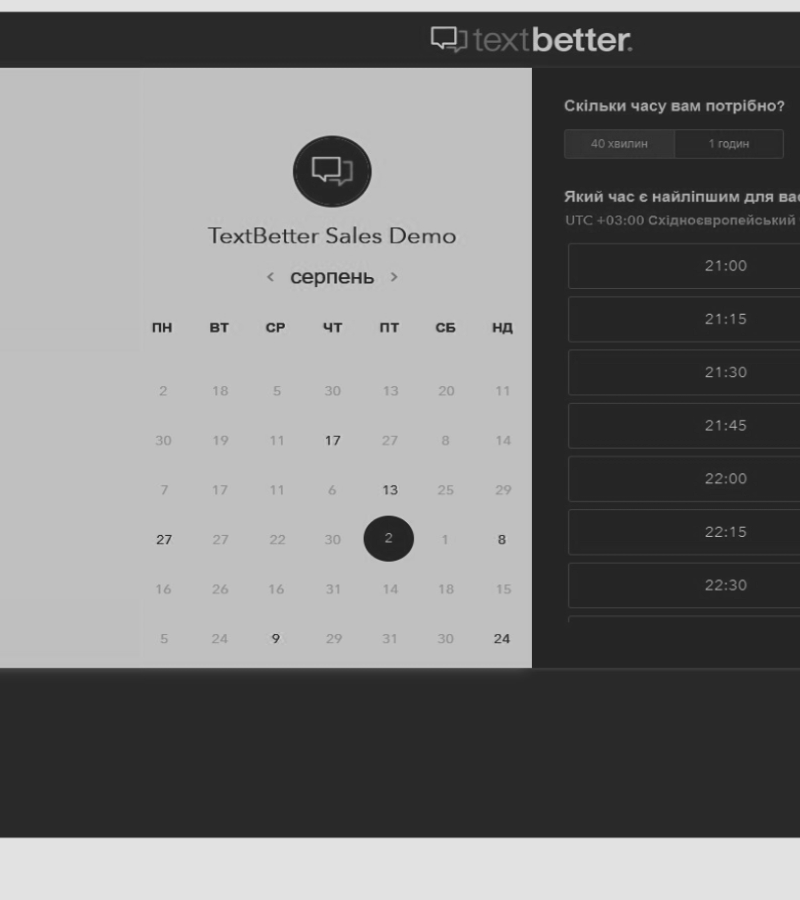 textbetter.
TextBetter Sales Demo
< серпень >
ПН ВТ СР ЧТ ПТ СБ НД
2 18 5 30 13 20 11
30 19 11 17 27 8 14
7 17 11 6 13 25 29
27 27 22 30 2 1 8
16 26 16 31 14 18 15
5 24 9 29 31 30 24
Скільки часу вам потрібно?
40 хвилин 1 годин
Який час є найліпшим для вас
UTC +03:00 Східноєвропейський
21:00
21:15
21:30
21:45
22:00
22:15
22:30